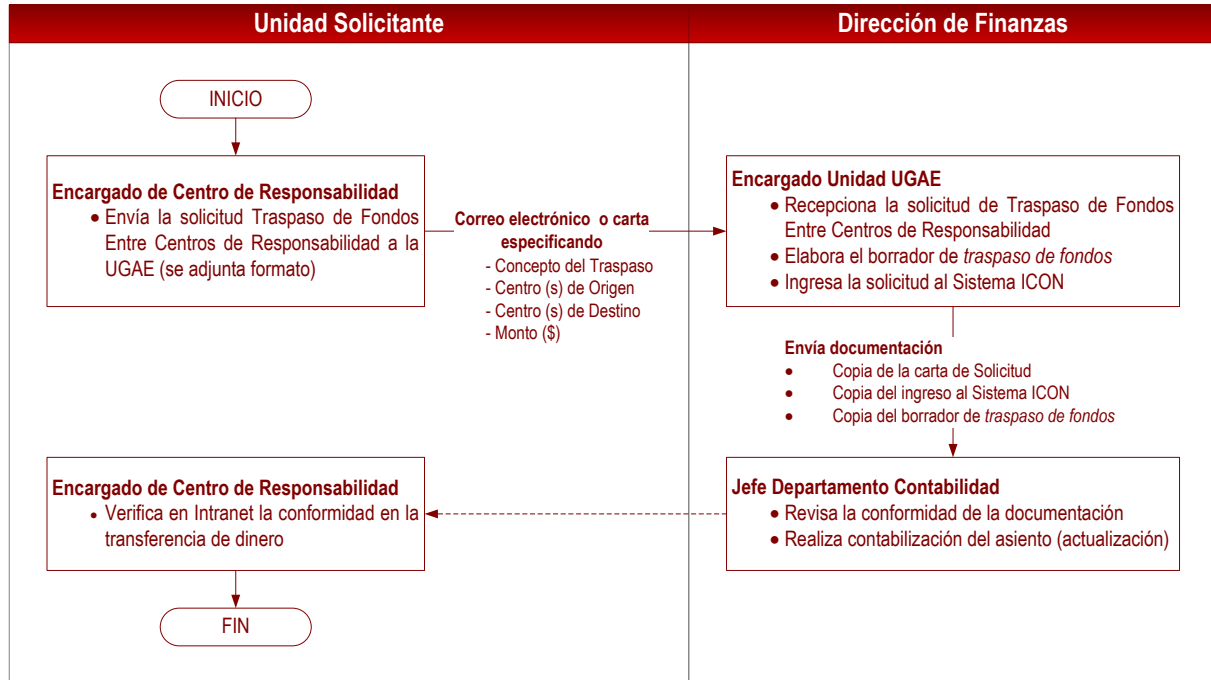 Unidad Solicitante
Dirección de Finanzas
INICIO
Encargado de Centro de Responsabilidad
• Envía la solicitud Traspaso de Fondos
Entre Centros de Responsabilidad a la
UGAE (se adjunta formato)
Correo electrónico o carta
especificando
- Concepto del Traspaso
- Centro (s) de Origen
- Centro (s) de Destino
- Monto ($)
Encargado Unidad UGAE
• Recepciona la solicitud de Traspaso de Fondos
Entre Centros de Responsabilidad
• Elabora el borrador de traspaso de fondos
• Ingresa la solicitud al Sistema ICON
Envía documentación
• Copia de la carta de Solicitud
• Copia del ingreso al Sistema ICON
• Copia del borrador de traspaso de fondos
Jefe Departamento Contabilidad
• Revisa la conformidad de la documentación
• Realiza contabilización del asiento (actualización)
Encargado de Centro de Responsabilidad
• Verifica en Intranet la conformidad en la
transferencia de dinero
FIN